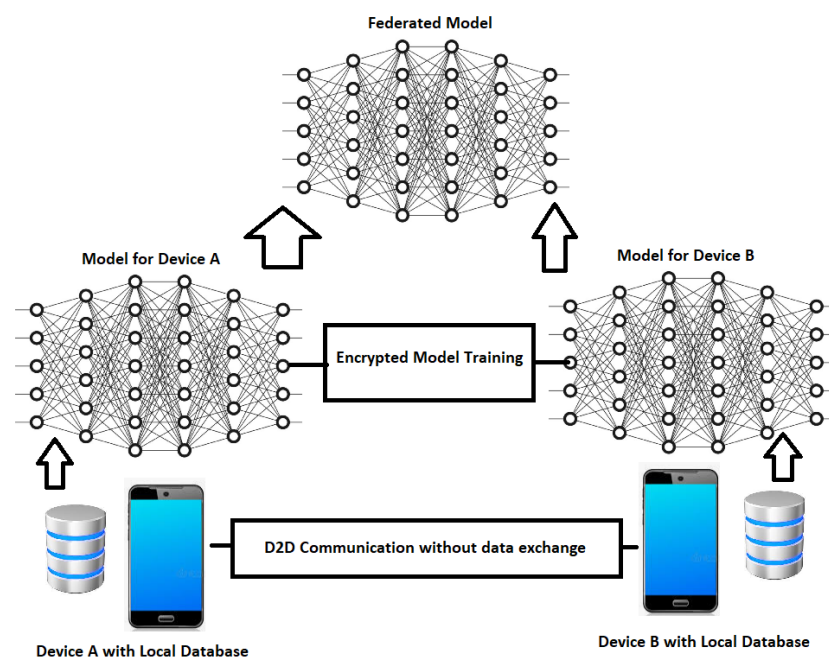 Federated Model
Model for Device A
Model for Device B
Encrypted Model Training
D2D Communication without data exchange
Device A with Local Database
Device B with Local Database